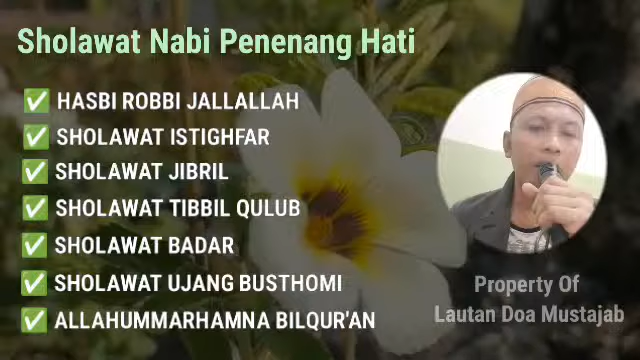 Sholawat Nabi Penenang Hati
✅ HASBI ROBBI JALLALLAH
✅ SHOLAWAT ISTIGHFAR
✅ SHOLAWAT JIBRIL
✅ SHOLAWAT TIBBIL QULUB
✅ SHOLAWAT BADAR
✅ SHOLAWAT UJANG BUSTHOMI
✅ ALLAHUMMARHAMNA BILQUR'AN
Property Of
Lautan Doa Mustajab